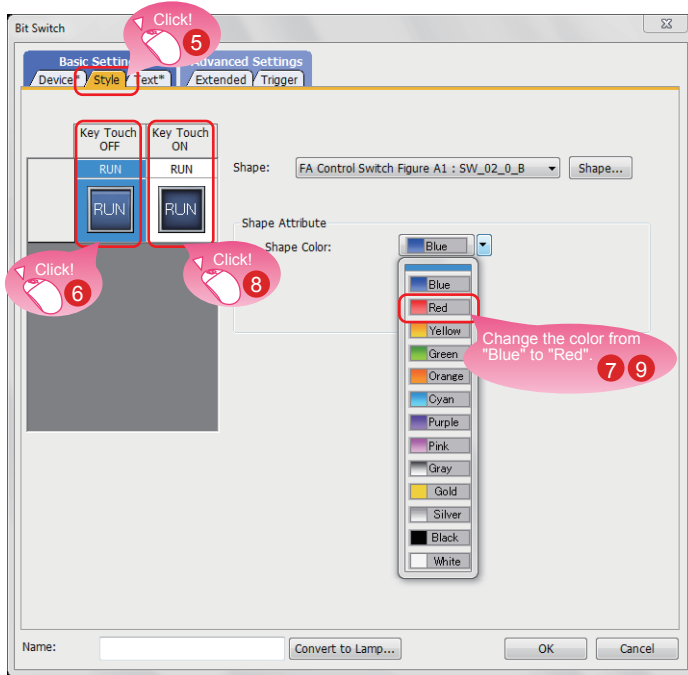 Bit Switch
Click!
5
Basic Settin
Advanced Settings
Device*
Style
Text*
Extended
Trigger
Key Touch
OFF
Key Touch
ON
RUN
RUN
RUN
RUN
Shape:
FA Control Switch Figure A1 : SW_02_0_B
Shape...
Shape Attribute
Shape Color:
Blue
Click!
6
Click!
8
Blue
Red
Yellow
Green
Orange
Cyan
Purple
Pink
Gray
Gold
Silver
Black
White
Change the color from
"Blue" to "Red".
7 9
Name:
Convert to Lamp...
OK
Cancel